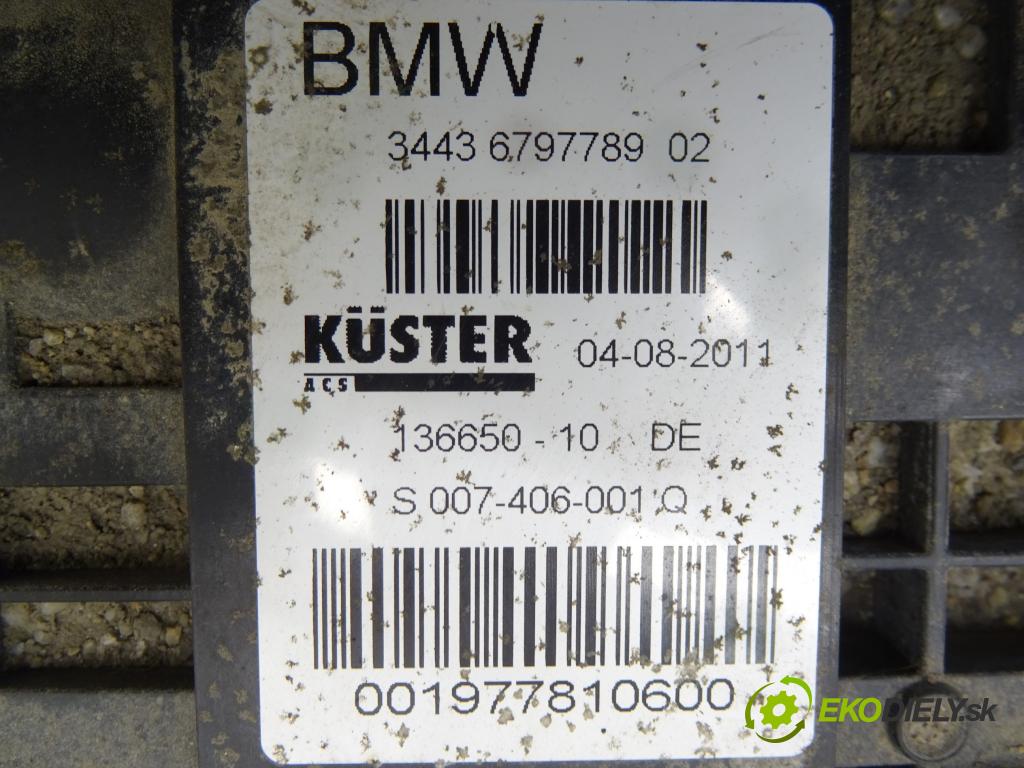 BMW
3443 6797789 02
KÜSTER
ACS
04-08-2011
136650 - 10 DE
S 007-406-001 Q
001977810600
EKODIELY.sk